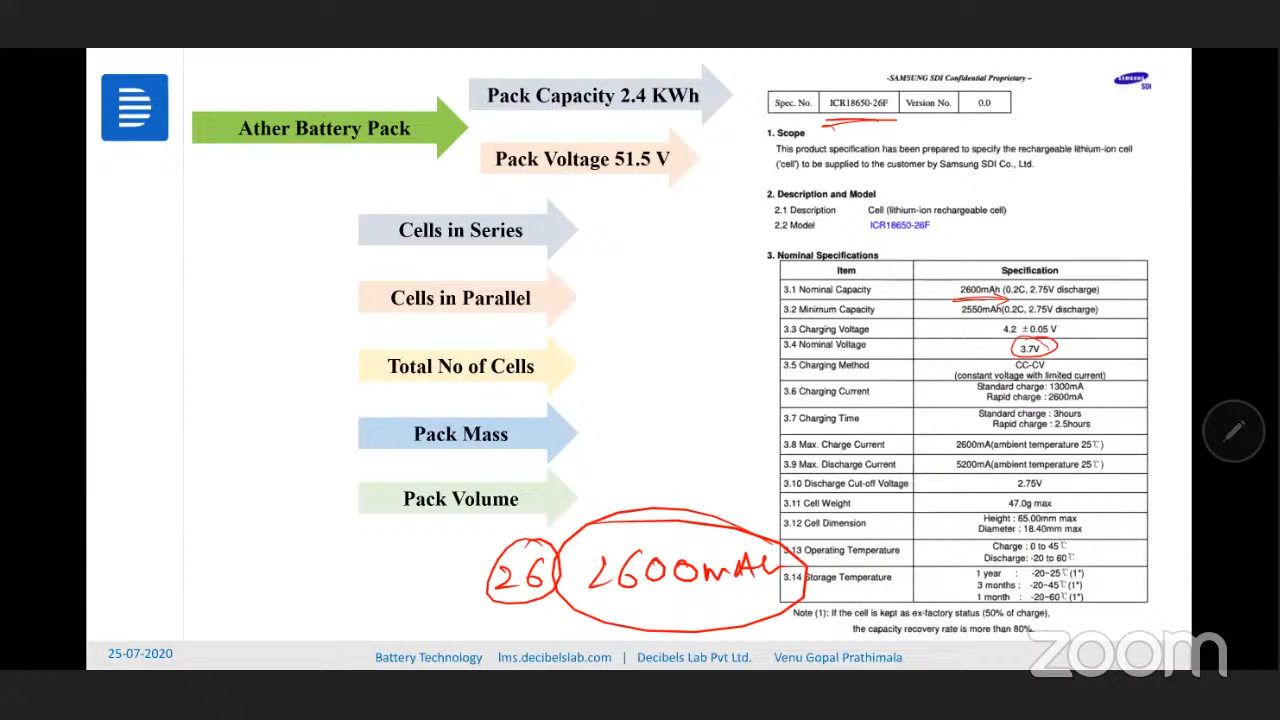 Ather Battery Pack
Pack Capacity 2.4 KWh
Pack Voltage 51.5 V
Cells in Series
Cells in Parallel
Total No of Cells
Pack Mass
Pack Volume
26 2600mAh
-SAMSUNG SDI Confidential Proprietary –
SAMSUNG SDI
Spec. No. ICR18650-26F Version No. 0.0
1. Scope
This product specification has been prepared to specify the rechargeable lithium-ion cell
('cell') to be supplied to the customer by Samsung SDI Co., Ltd.
2. Description and Model
2.1 Description Cell (lithium-ion rechargeable cell)
2.2 Model ICR18650-26F
3. Nominal Specifications
Item Specification
3.1 Nominal Capacity 2600mAh (0.2C, 2.75V discharge)
3.2 Minimum Capacity 2550mAh(0.2C, 2.75V discharge)
3.3 Charging Voltage 4.2 ±0.05 V
3.4 Nominal Voltage 3.7V
3.5 Charging Method CC-CV
(constant voltage with limited current)
3.6 Charging Current Standard charge: 1300mA
Rapid charge : 2600mA
3.7 Charging Time Standard charge : 3hours
Rapid charge : 2.5hours
3.8 Max. Charge Current 2600mA(ambient temperature 25℃)
3.9 Max. Discharge Current 5200mA(ambient temperature 25℃)
3.10 Discharge Cut-off Voltage 2.75V
3.11 Cell Weight 47.0g max
3.12 Cell Dimension Height : 65.00mm max
Diameter : 18.40mm max
3.13 Operating Temperature Charge : 0 to 45℃
Discharge: -20 to 60℃
3.14 Storage Temperature 1 year : -20~25℃(1*)
3 months : -20~45℃(1*)
1 month : -20~60℃(1*)
Note (1): If the cell is kept as ex-factory status (50% of charge),
the capacity recovery rate is more than 80%.
25-07-2020 Battery Technology lms.decibelslab.com | Decibels Lab Pvt Ltd. Venu Gopal Prathimala
zoom